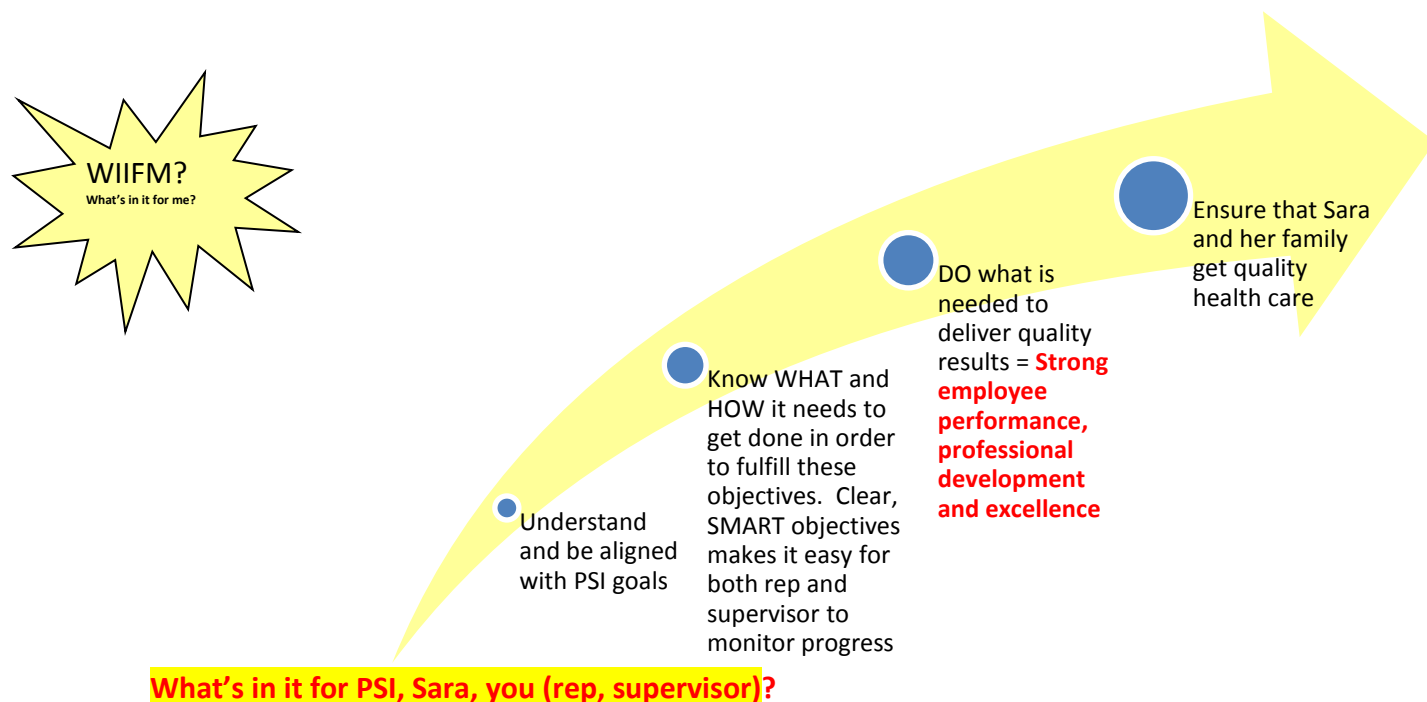 WIIFM?
What's in it for me?
Ensure that Sara
and her family
get quality
health care
DO what is
needed to
deliver quality
results = Strong
employee
performance,
professional
development
and excellence
Know WHAT and
HOW it needs to
get done in order
to fulfill these
objectives.  Clear,
SMART objectives
makes it easy for
both rep and
supervisor to
monitor progress
Understand
and be aligned
with PSI goals
What's in it for PSI, Sara, you (rep, supervisor)?